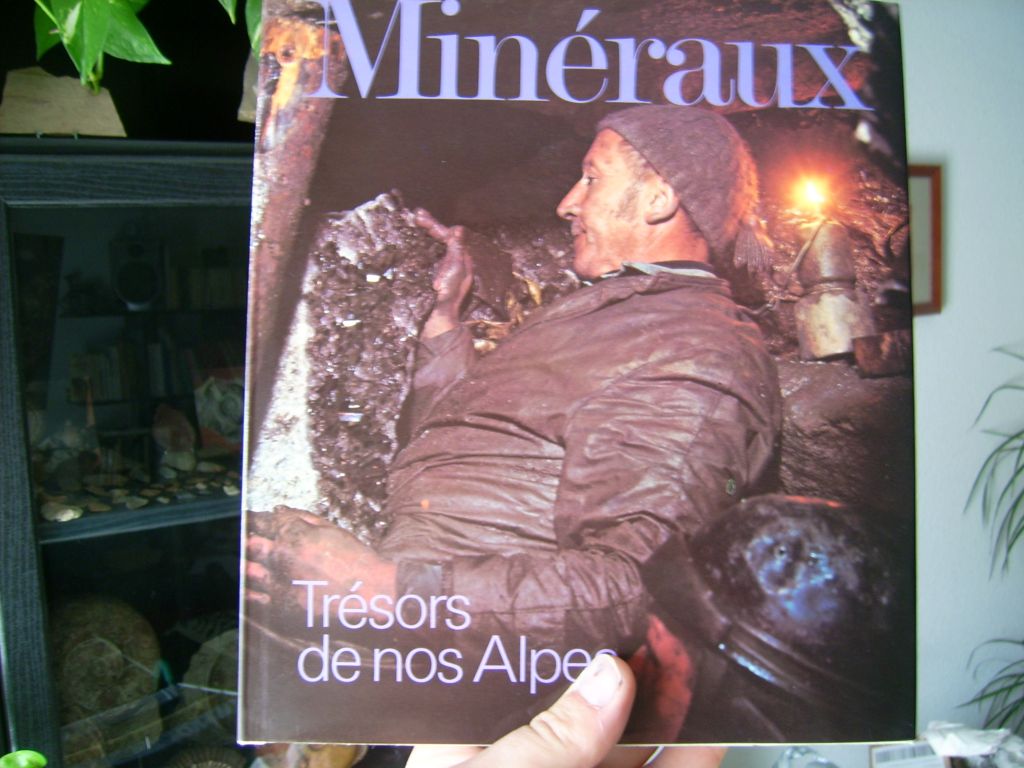 Minéraux
Trésors
de nos Alpes